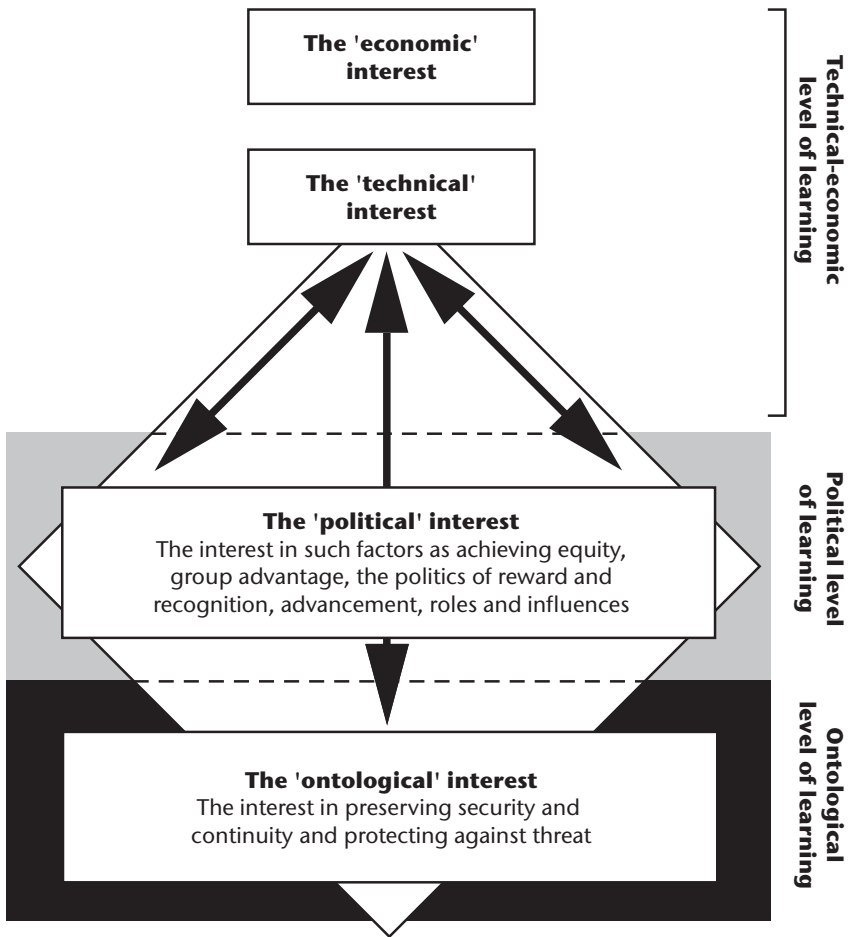 The 'economic'
interest
Technical-economic
level of learning
The 'technical'
interest
The 'political' interest
The interest in such factors as achieving equity,
group advantage, the politics of reward and
recognition, advancement, roles and influences
Political level
of learning
The 'ontological' interest
The interest in preserving security and
continuity and protecting against threat
Ontological
level of learning